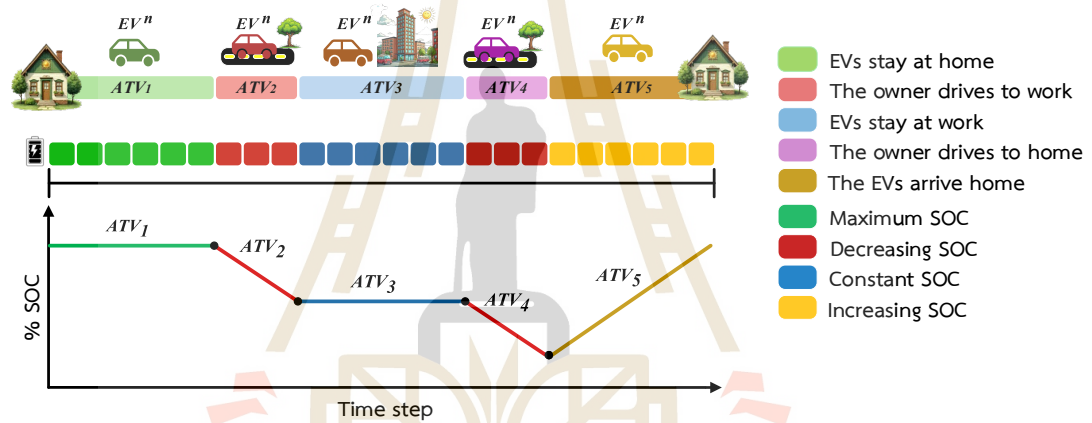 EVⁿ EVⁿ EVⁿ EVⁿ EVⁿ
ATV₁ ATV₂ ATV₃ ATV₄ ATV₅
ATV₁
ATV₂
ATV₃
ATV₄
ATV₅
% SOC
Time step
EVs stay at home
The owner drives to work
EVs stay at work
The owner drives to home
The EVs arrive home
Maximum SOC
Decreasing SOC
Constant SOC
Increasing SOC